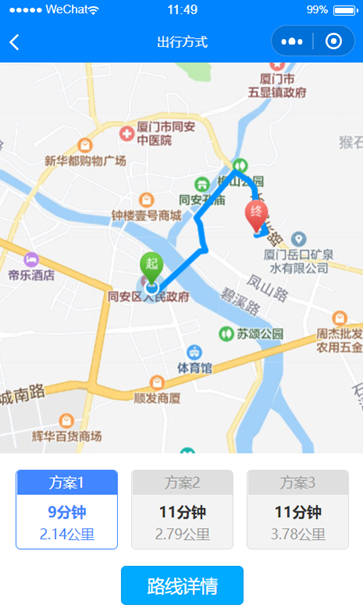 WeChat
11:49
99%
出行方式
厦门市
五显镇政府
厦门市同安
中医院
新华都购物广场
梅山公园
同安孔庙
钟楼壹号商城
终
厦门岳口矿泉
水有限公司
帝乐酒店
起
同安区人民政府
凤山路
碧溪路
苏颂公园
周杰批发
农用五金
体育馆
城南路
顺发商厦
辉华百货商场
方案1
9分钟
2.14公里
方案2
11分钟
2.79公里
方案3
11分钟
3.78公里
路线详情